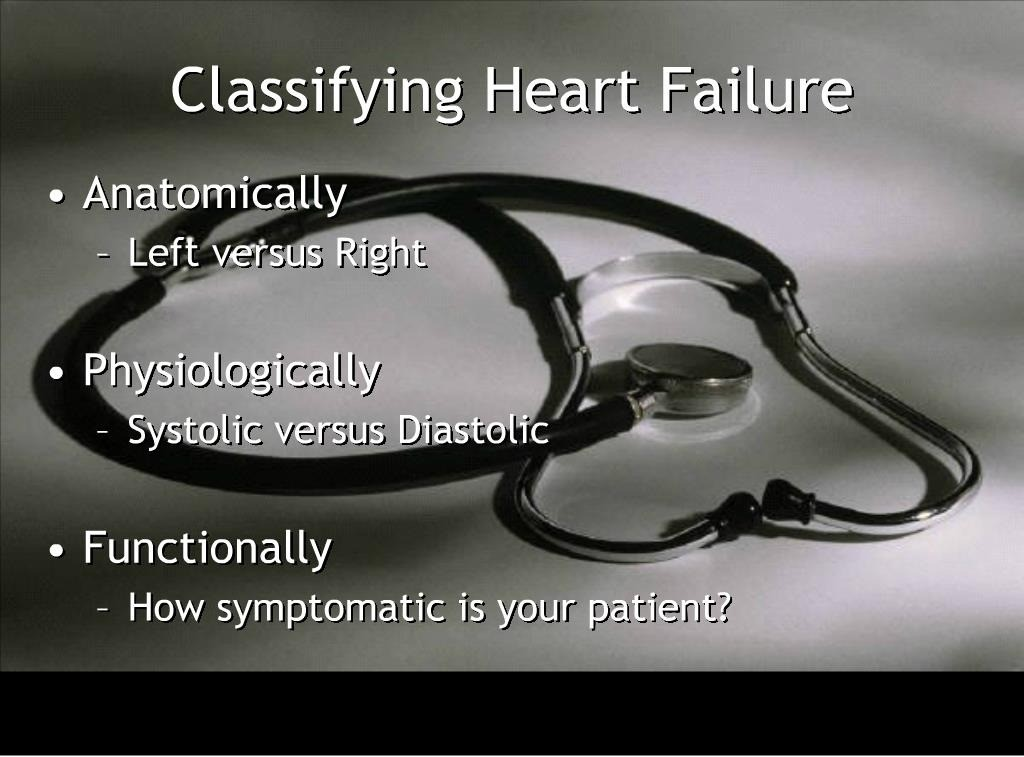 Classifying Heart Failure
• Anatomically
– Left versus Right
• Physiologically
– Systolic versus Diastolic
• Functionally
– How symptomatic is your patient?